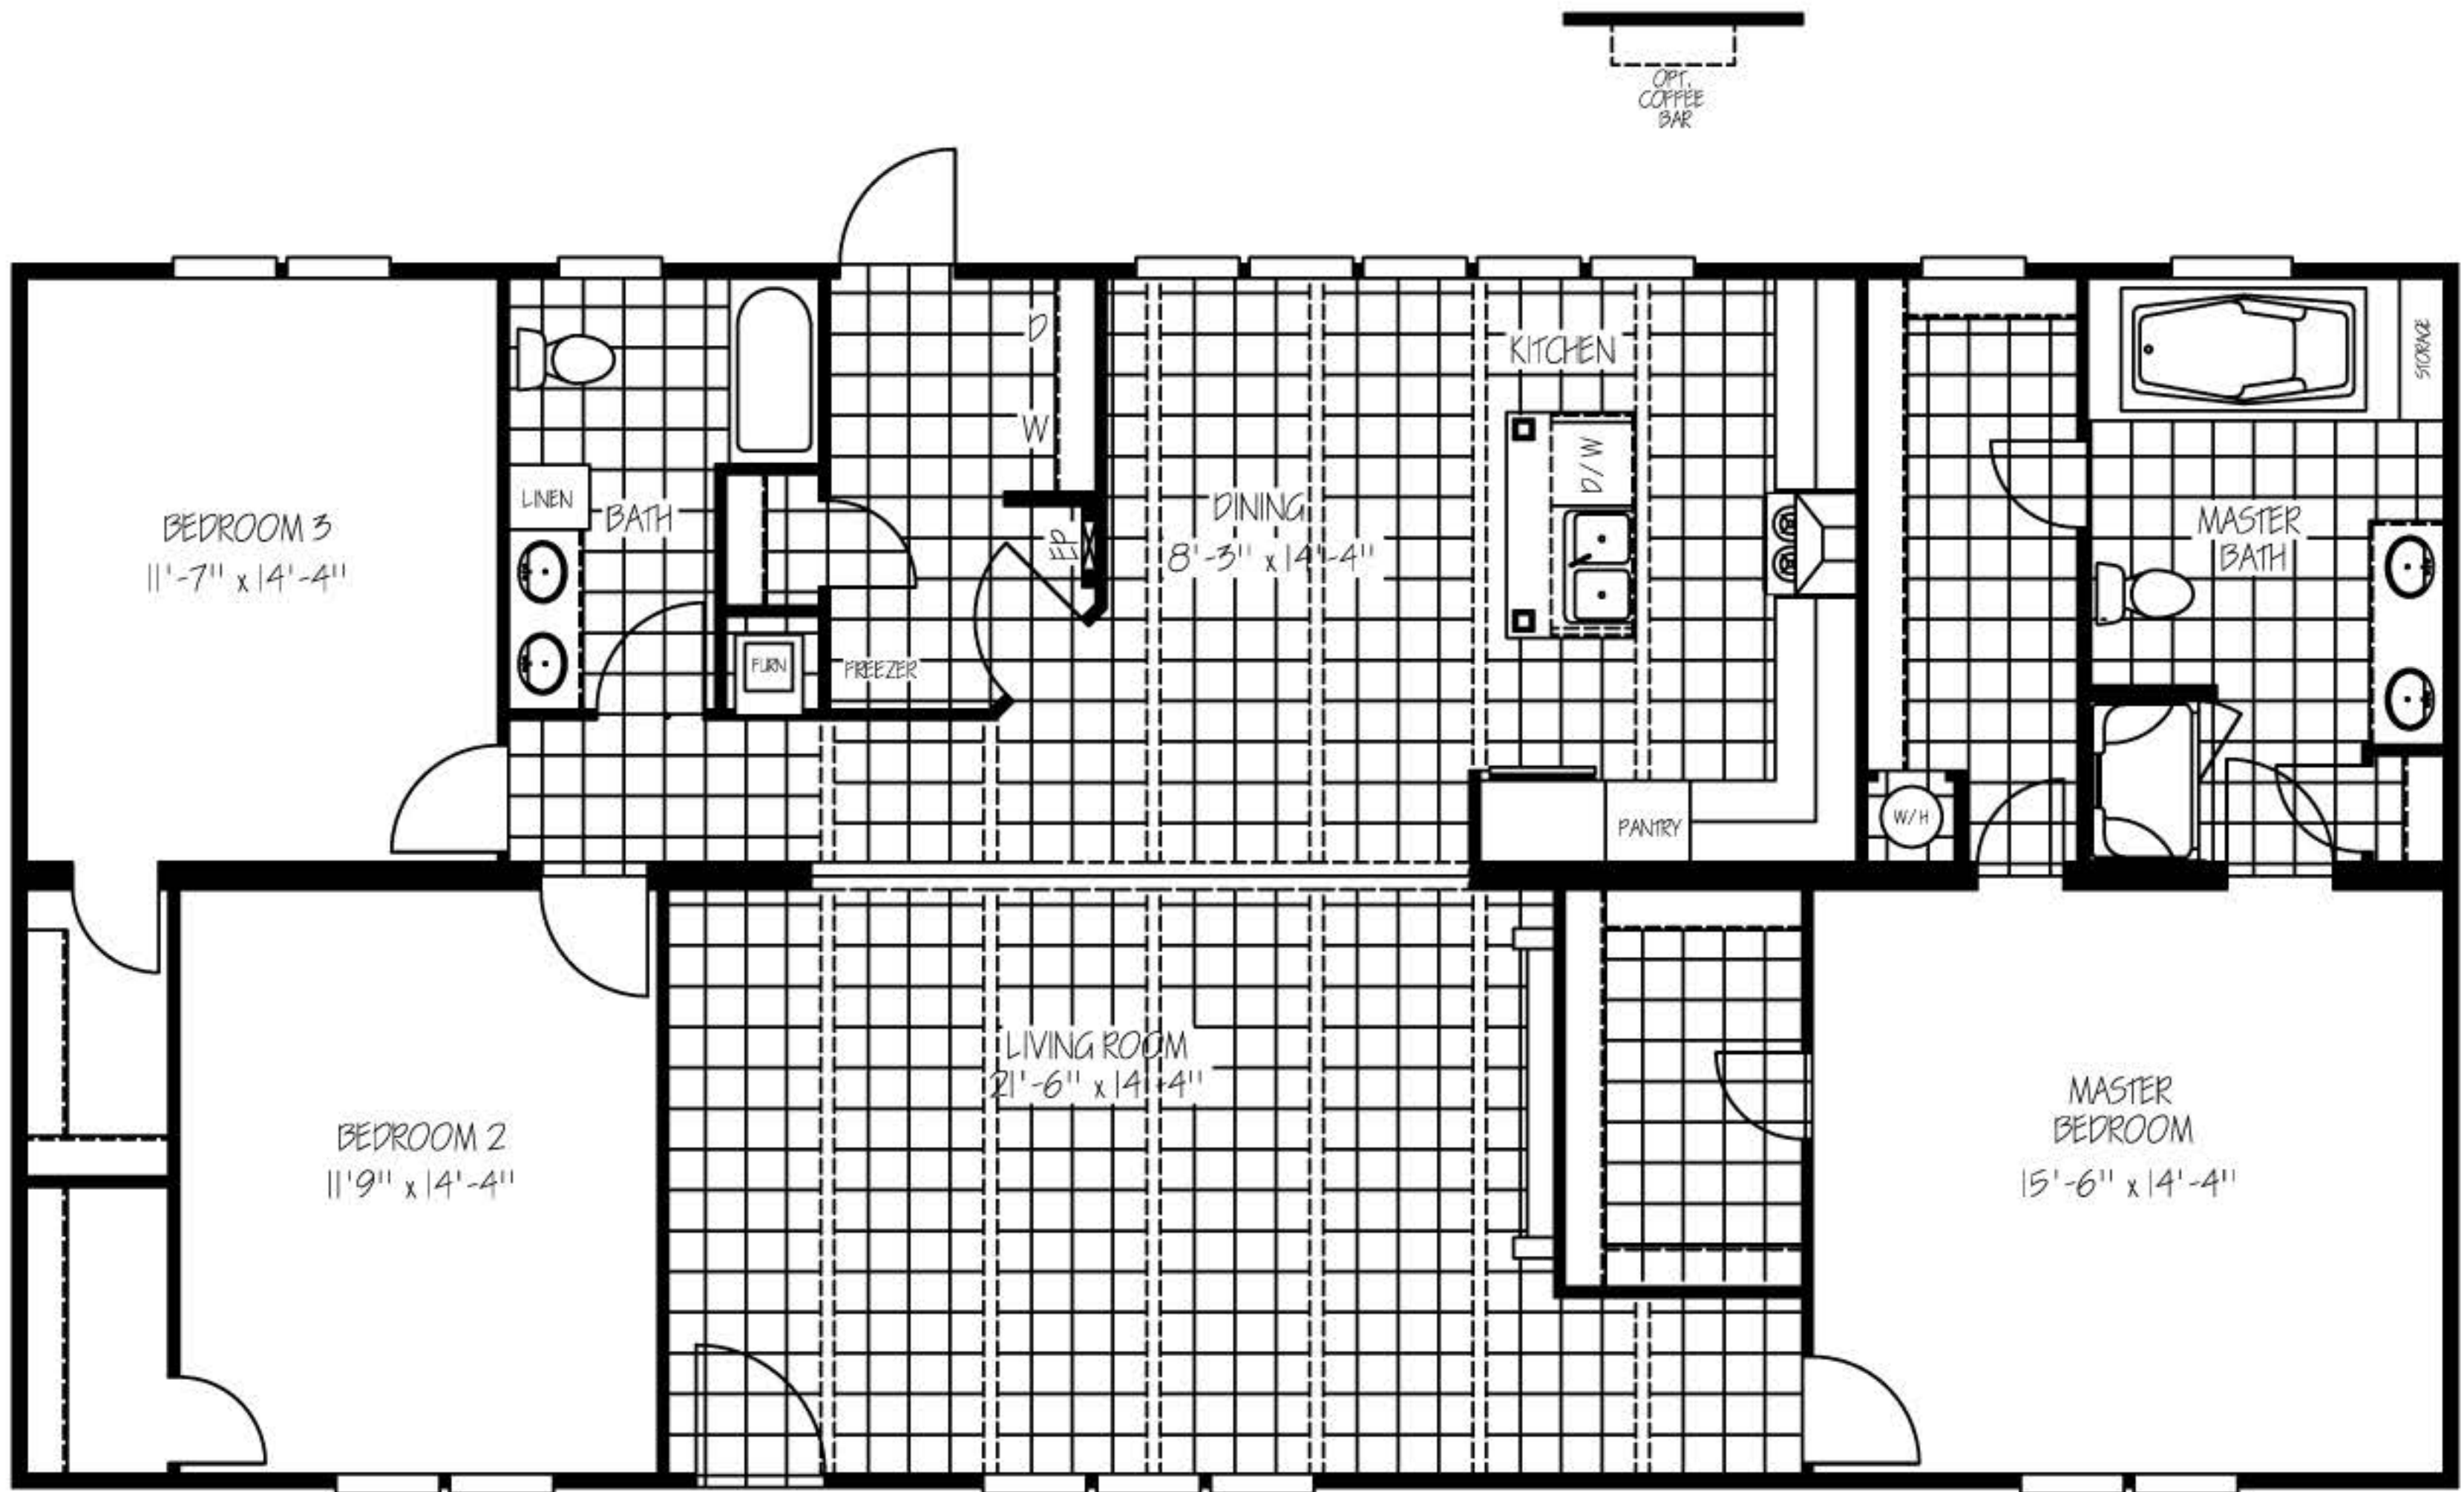 OPT.
COFFEE
BAR
D
W
KITCHEN
STORAGE
D/W
LINEN
BATH
EP
DINING
8'-3" x 14'-4"
BEDROOM 3
11'-7" x 14'-4"
MASTER
BATH
FURN
FREEZER
PANTRY
W/H
LIVING ROOM
21'-6" x 14'-4"
BEDROOM 2
11'9" x 14'-4"
MASTER
BEDROOM
15'-6" x 14'-4"